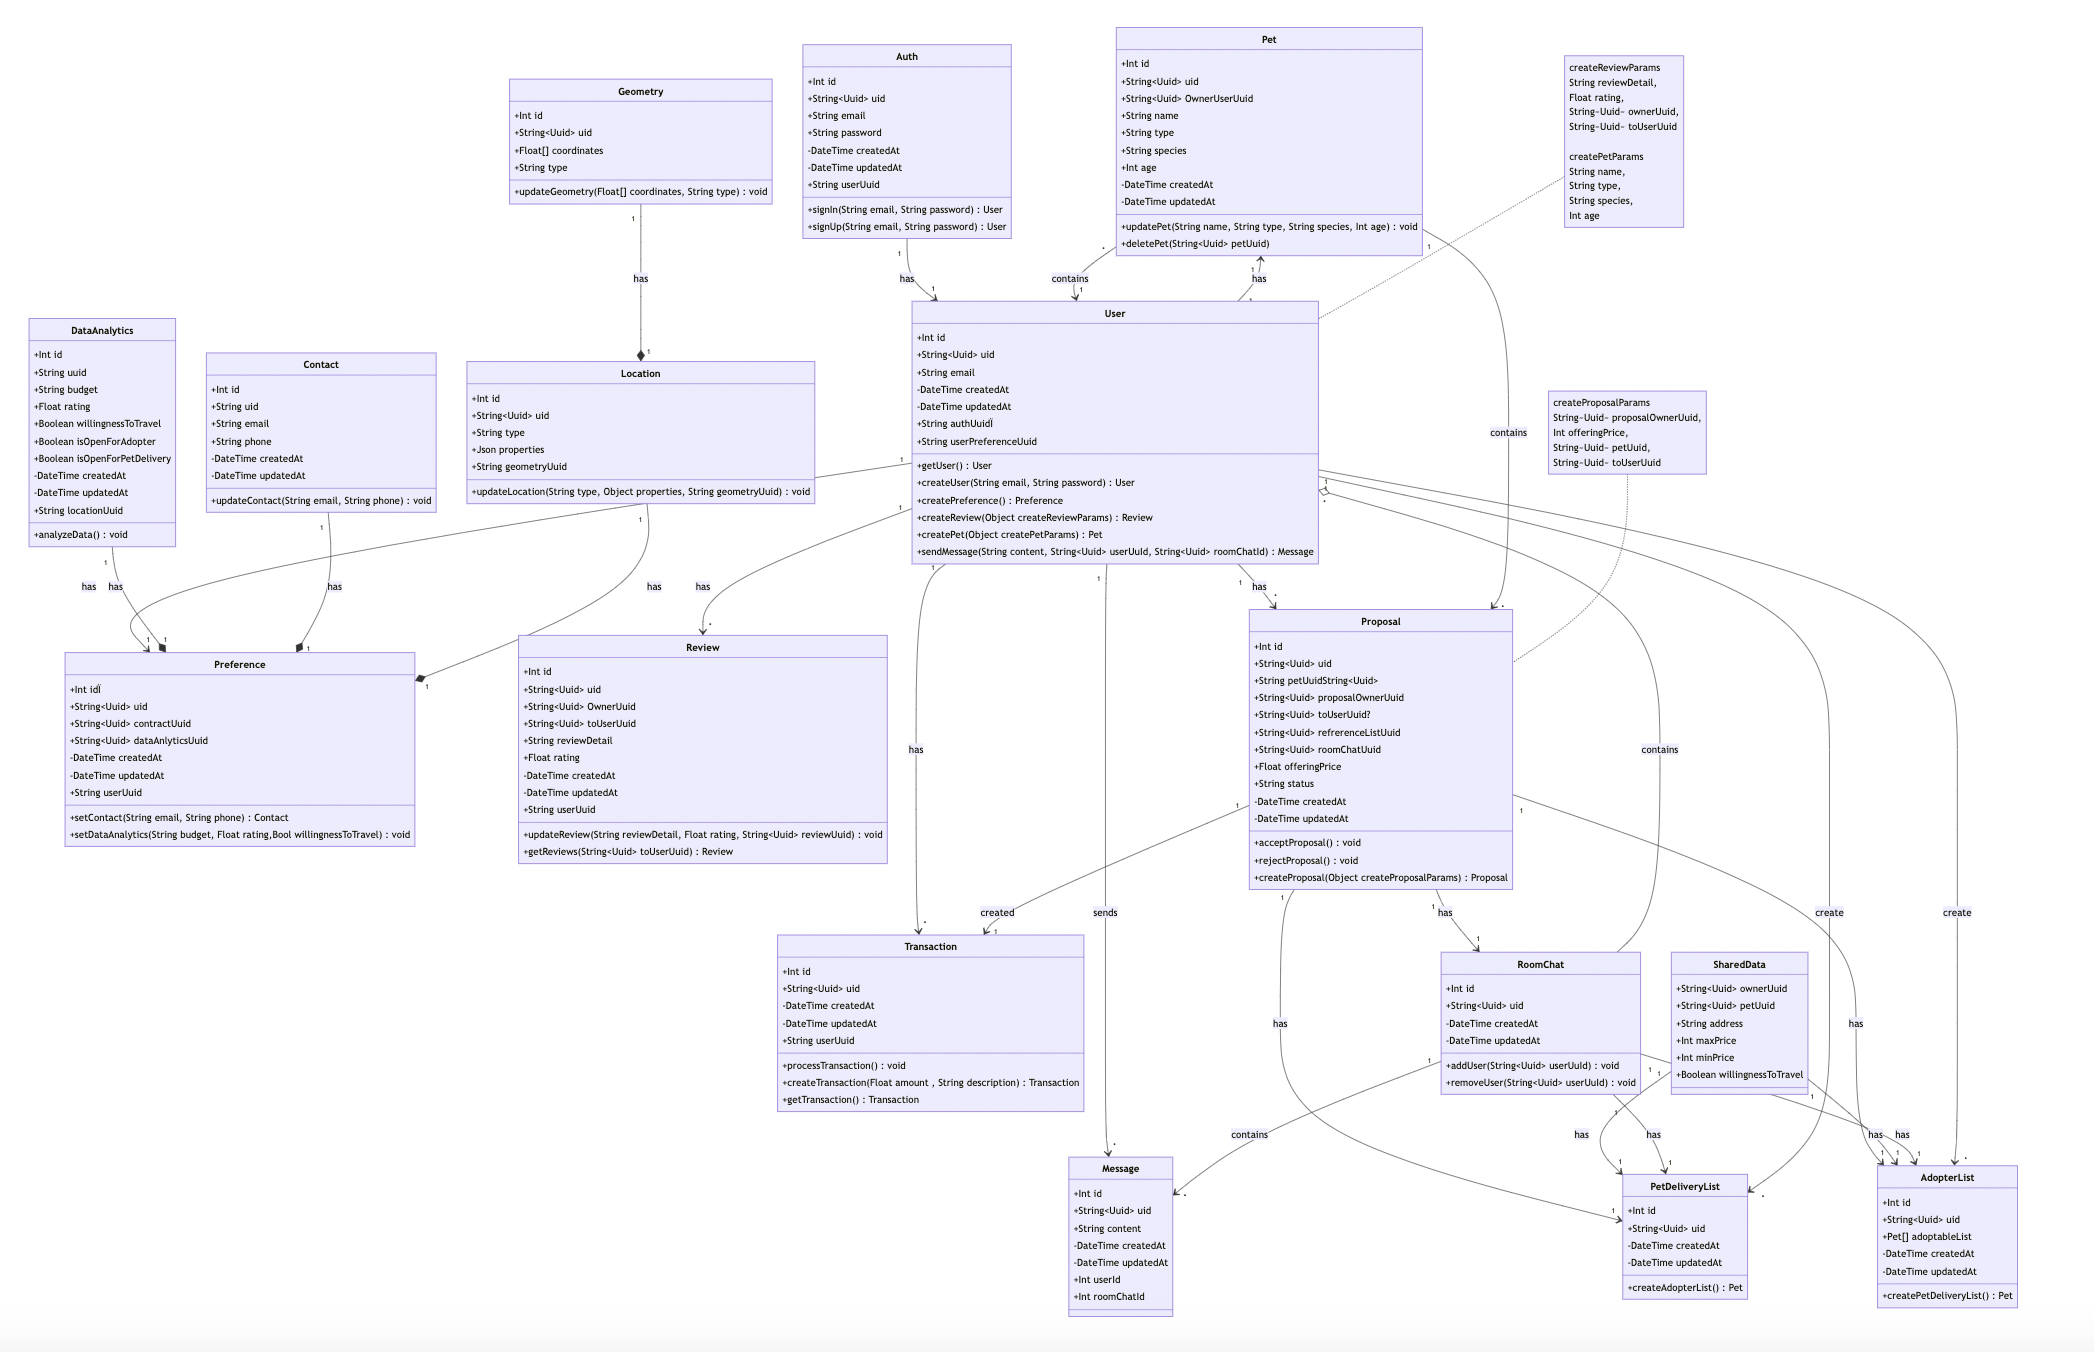 Pet
+Int id
+String<Uuid> uid
+String<Uuid> OwnerUserUuid
+String name
+String type
+String species
+Int age
-DateTime createdAt
-DateTime updatedAt
+updatePet(String name, String type, String species, Int age) : void
+deletePet(String<Uuid> petUuid)
Auth
+Int id
+String<Uuid> uid
+String email
+String password
-DateTime createdAt
-DateTime updatedAt
+String userUuid
+signIn(String email, String password) : User
+signUp(String email, String password) : User
createReviewParams
String reviewDetail,
Float rating,
String~Uuid~ ownerUuid,
String~Uuid~ toUserUuid
createPetParams
String name,
String type,
String species,
Int age
Geometry
+Int id
+String<Uuid> uid
+Float[] coordinates
+String type
+updateGeometry(Float[] coordinates, String type) : void
1
has
1
1
has
1
*
contains
1
1
has
1
1
contains
*
DataAnalytics
+Int id
+String uuid
+String budget
+Float rating
+Boolean willingnessToTravel
+Boolean isOpenForAdopter
+Boolean isOpenForPetDelivery
-DateTime createdAt
-DateTime updatedAt
+String locationUuid
+analyzeData() : void
Contact
+Int id
+String uid
+String email
+String phone
-DateTime createdAt
-DateTime updatedAt
+updateContact(String email, String phone) : void
Location
+Int id
+String<Uuid> uid
+String type
+Json properties
+String geometryUuid
+updateLocation(String type, Object properties, String geometryUuid) : void
User
+Int id
+String<Uuid> uid
+String email
-DateTime createdAt
-DateTime updatedAt
+String authUuidÏ
+String userPreferenceUuid
+getUser() : User
+createUser(String email, String password) : User
+createPreference() : Preference
+createReview(Object createReviewParams) : Review
+createPet(Object createPetParams) : Pet
+sendMessage(String content, String<Uuid> userUuId, String<Uuid> roomChatId) : Message
createProposalParams
String~Uuid~ proposalOwnerUuid,
Int offeringPrice,
String~Uuid~ petUuid,
String~Uuid~ toUserUuid
1
has
1
1
has
1
1
has
1
1
has
1
1
has
*
1
has
*
1
sends
*
1
has
*
1
*
contains
1
create
*
1
create
*
Preference
+Int idÏ
+String<Uuid> uid
+String<Uuid> contractUuid
+String<Uuid> dataAnlyticsUuid
-DateTime createdAt
-DateTime updatedAt
+String userUuid
+setContact(String email, String phone) : Contact
+setDataAnalytics(String budget, Float rating,Bool willingnessToTravel) : void
Review
+Int id
+String<Uuid> uid
+String<Uuid> OwnerUuid
+String<Uuid> toUserUuid
+String reviewDetail
+Float rating
-DateTime createdAt
-DateTime updatedAt
+String userUuid
+updateReview(String reviewDetail, Float rating, String<Uuid> reviewUuid) : void
+getReviews(String<Uuid> toUserUuid) : Review
Proposal
+Int id
+String<Uuid> uid
+String petUuidString<Uuid>
+String<Uuid> proposalOwnerUuid
+String<Uuid> toUserUuid?
+String<Uuid> refrerenceListUuid
+String<Uuid> roomChatUuid
+Float offeringPrice
+String status
-DateTime createdAt
-DateTime updatedAt
+acceptProposal() : void
+rejectProposal() : void
+createProposal(Object createProposalParams) : Proposal
1
created
1
1
has
1
1
has
1
1
has
1
Transaction
+Int id
+String<Uuid> uid
-DateTime createdAt
-DateTime updatedAt
+String userUuid
+processTransaction() : void
+createTransaction(Float amount , String description) : Transaction
+getTransaction() : Transaction
RoomChat
+Int id
+String<Uuid> uid
-DateTime createdAt
-DateTime updatedAt
+addUser(String<Uuid> userUuId) : void
+removeUser(String<Uuid> userUuId) : void
SharedData
+String<Uuid> ownerUuid
+String<Uuid> petUuid
+String address
+Int maxPrice
+Int minPrice
+Boolean willingnessToTravel
1
contains
*
1
has
1
1
has
1
1
has
1
1
has
1
Message
+Int id
+String<Uuid> uid
+String content
-DateTime createdAt
-DateTime updatedAt
+Int userId
+Int roomChatId
PetDeliveryList
+Int id
+String<Uuid> uid
-DateTime createdAt
-DateTime updatedAt
+createAdopterList() : Pet
AdopterList
+Int id
+String<Uuid> uid
+Pet[] adoptableList
-DateTime createdAt
-DateTime updatedAt
+createPetDeliveryList() : Pet